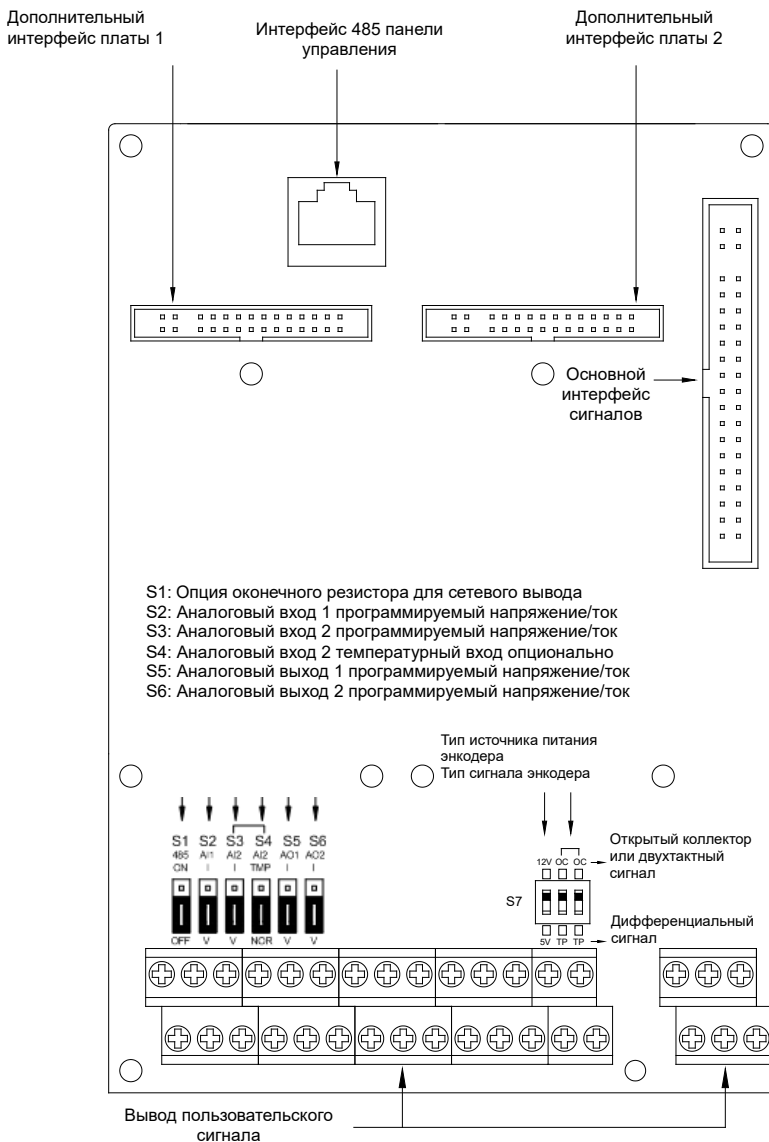 Дополнительный
интерфейс платы 1
Интерфейс 485 панели
управления
Дополнительный
интерфейс платы 2
Основной
интерфейс
сигналов
S1: Опция оконечного резистора для сетевого вывода
S2: Аналоговый вход 1 программируемый напряжение/ток
S3: Аналоговый вход 2 программируемый напряжение/ток
S4: Аналоговый вход 2 температурный вход опционально
S5: Аналоговый выход 1 программируемый напряжение/ток
S6: Аналоговый выход 2 программируемый напряжение/ток
Тип источника питания
энкодера
Тип сигнала энкодера
S1 S2 S3 S4 S5 S6
485 AI1 AI2 AI2 AO1 AO2
ON I I TMP I I
OFF V V NOR V V
12V OC OC
Открытый коллектор
или двухтактный
сигнал
S7
Дифференциальный
сигнал
5V TP TP
Вывод пользовательского
сигнала